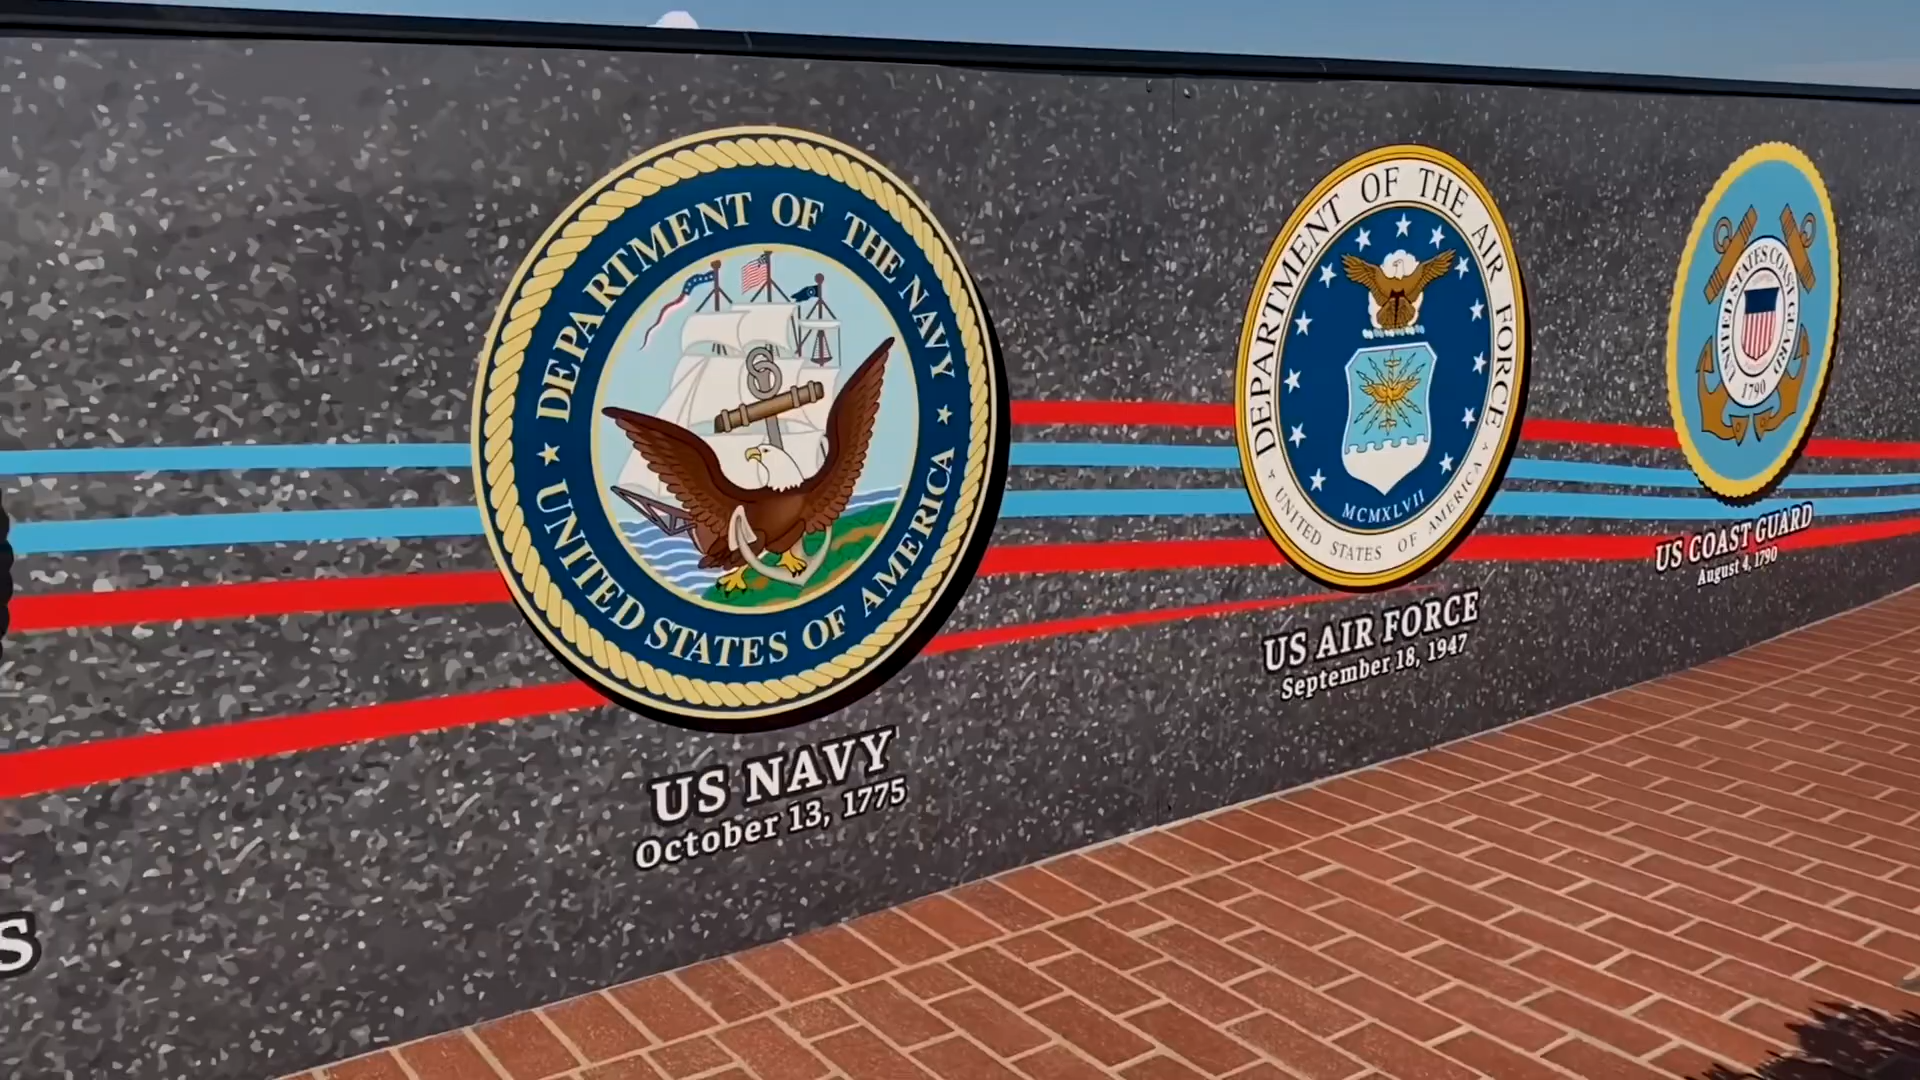 S
DEPARTMENT OF THE NAVY
UNITED STATES OF AMERICA
US NAVY
October 13, 1775
DEPARTMENT OF THE AIR FORCE
MCMXLVII
UNITED STATES OF AMERICA
US AIR FORCE
September 18, 1947
UNITED STATES COAST GUARD
1790
US COAST GUARD
August 4, 1790